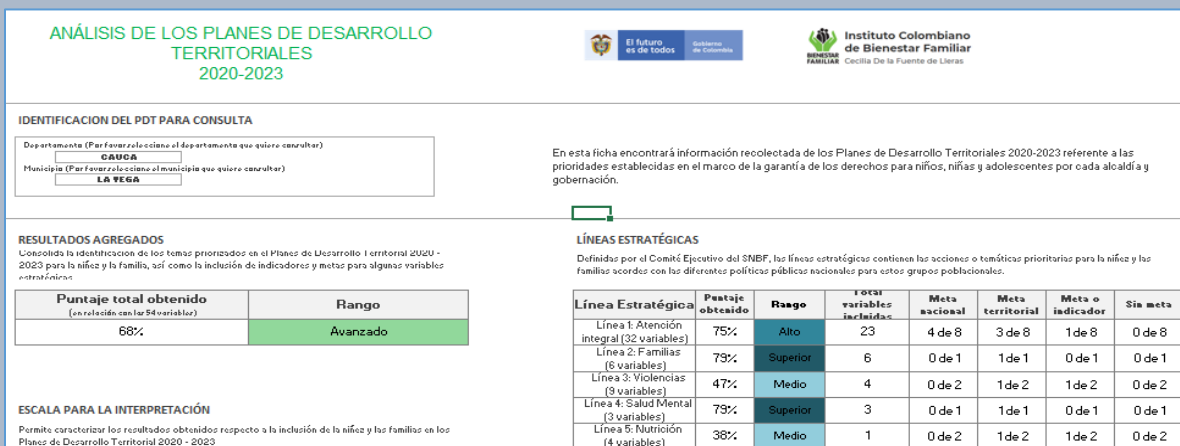 ANÁLISIS DE LOS PLANES DE DESARROLLO
TERRITORIALES
2020-2023
El futuro
es de todos
Gobierno
de Colombia
BIENESTAR
FAMILIAR
Instituto Colombiano
de Bienestar Familiar
Cecilia De la Fuente de Lleras
IDENTIFICACION DEL PDT PARA CONSULTA
Departamento (Por favor seleccione el departamento que quiere consultar)
CAUCA
Municipio (Por favor seleccione el municipio que quiere consultar)
LA VEGA
En esta ficha encontrará información recolectada de los Planes de Desarrollo Territoriales 2020-2023 referente a las
prioridades establecidas en el marco de la garantía de los derechos para niños, niñas y adolescentes por cada alcaldía y
gobernación.
RESULTADOS AGREGADOS
Consolida la identificación de los temas priorizados en el Planes de Desarrollo Territorial 2020 -
2023 para la niñez y la familia, así como la inclusión de indicadores y metas para algunas variables
estratégicas
Puntaje total obtenido
(en relación con las 54 variables)
Rango
68%
Avanzado
ESCALA PARA LA INTERPRETACIÓN
Permite caracterizar los resultados obtenidos respecto a la inclusión de la niñez y las familias en los
Planes de Desarrollo Territorial 2020 - 2023
LÍNEAS ESTRATÉGICAS
Definidas por el Comité Ejecutivo del SNBF, las líneas estratégicas contienen las acciones o temáticas prioritarias para la niñez y las
familias acordes con las diferentes políticas públicas nacionales para estos grupos poblacionales.
Línea Estratégica
Puntaje
obtenido
Rango
Total
variables
incluidas
Meta
nacional
Meta
territorial
Meta o
indicador
Sin meta
Línea 1: Atención
integral (32 variables)
75%
Alto
23
4 de 8
3 de 8
1 de 8
0 de 8
Línea 2: Familias
(6 variables)
79%
Superior
6
0 de 1
1 de 1
0 de 1
0 de 1
Línea 3: Violencias
(9 variables)
47%
Medio
4
0 de 2
1 de 2
1 de 2
0 de 2
Línea 4: Salud Mental
(3 variables)
79%
Superior
3
0 de 1
1 de 1
0 de 1
0 de 1
Línea 5: Nutrición
(4 variables)
38%
Medio
1
0 de 2
1 de 2
1 de 2
0 de 2